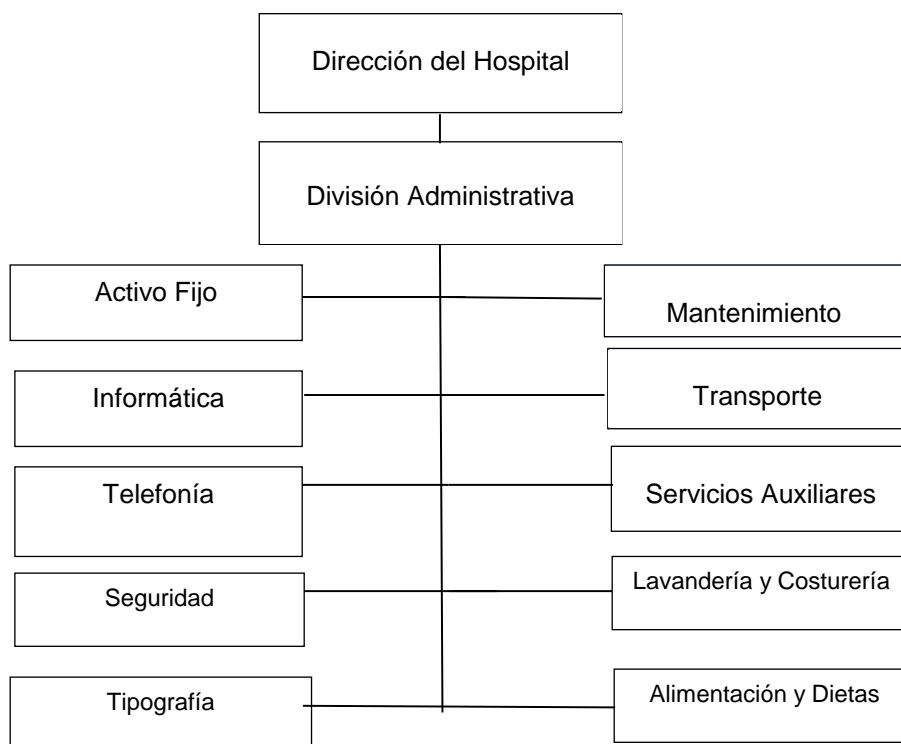 Dirección del Hospital
División Administrativa
Activo Fijo
Mantenimiento
Informática
Transporte
Telefonía
Servicios Auxiliares
Seguridad
Lavandería y Costurería
Tipografía
Alimentación y Dietas